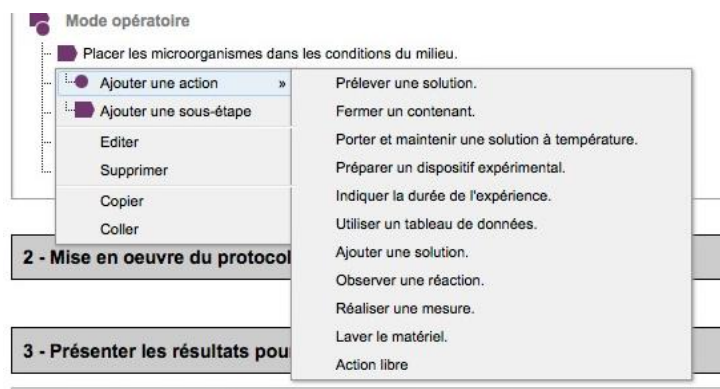 Mode opératoire
Placer les microorganismes dans les conditions du milieu.
Ajouter une action »
Ajouter une sous-étape
Editer
Supprimer
Copier
Coller
Prélever une solution.
Fermer un contenant.
Porter et maintenir une solution à température.
Préparer un dispositif expérimental.
Indiquer la durée de l'expérience.
Utiliser un tableau de données.
Ajouter une solution.
Observer une réaction.
Réaliser une mesure.
Laver le matériel.
Action libre
2 - Mise en oeuvre du protocol
3 - Présenter les résultats pou